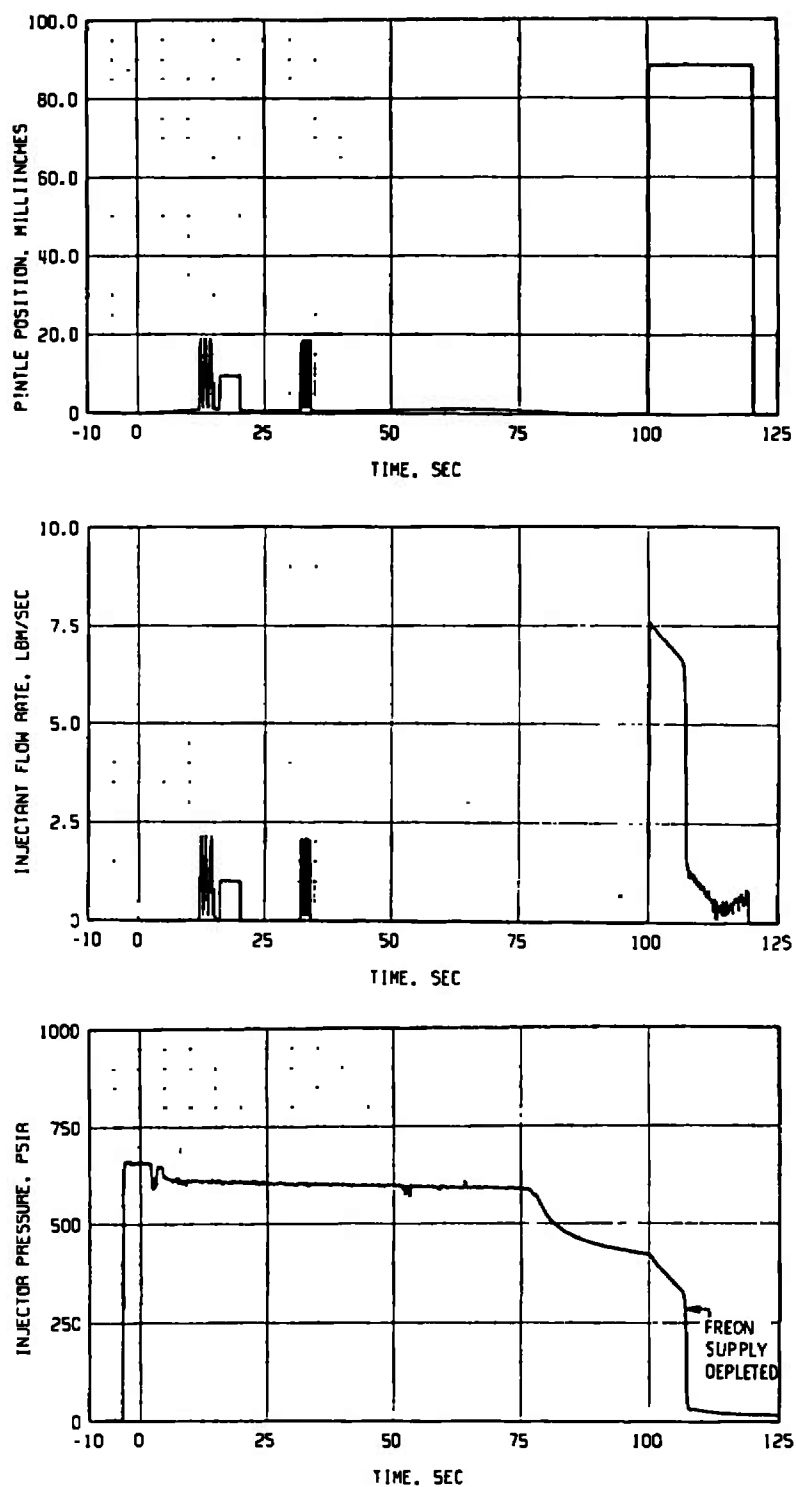 100.0
80.0
60.0
40.0
20.0
0
PINTLE POSITION, MILLIINCHES
-10 0 25 50 75 100 125
TIME, SEC
10.0
7.5
5.0
2.5
0
INJECTANT FLOW RATE, LBM/SEC
-10 0 25 50 75 100 125
TIME, SEC
1000
750
500
250
0
INJECTOR PRESSURE, PSIA
FREON
SUPPLY
DEPLETED
-10 0 25 50 75 100 125
TIME, SEC